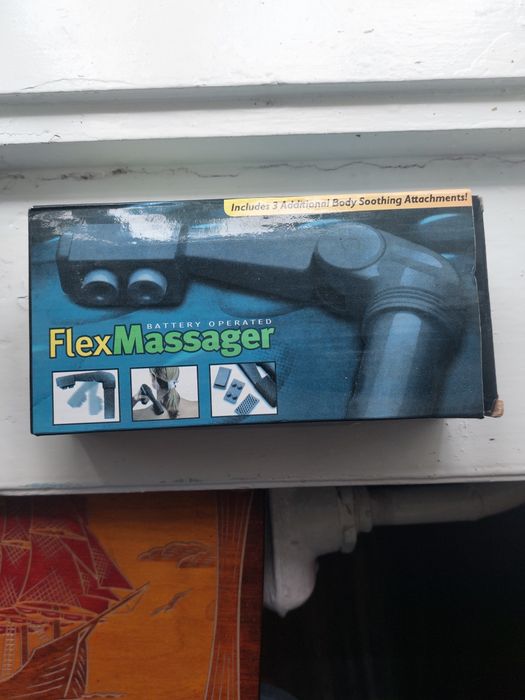 Includes 3 Additional Body Soothing Attachments!
BATTERY OPERATED
FlexMassager